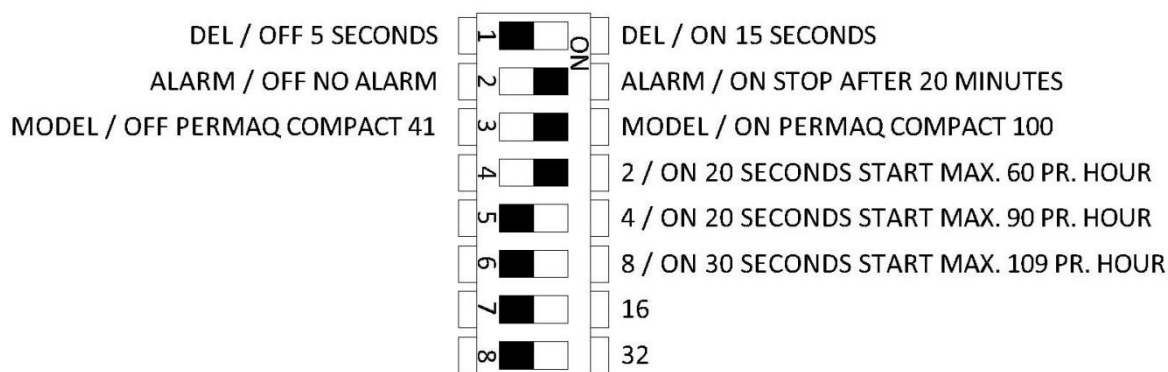 DEL / OFF 5 SECONDS 1 ON DEL / ON 15 SECONDS
ALARM / OFF NO ALARM 2 ALARM / ON STOP AFTER 20 MINUTES
MODEL / OFF PERMAQ COMPACT 41 3 MODEL / ON PERMAQ COMPACT 100
4 2 / ON 20 SECONDS START MAX. 60 PR. HOUR
5 4 / ON 20 SECONDS START MAX. 90 PR. HOUR
6 8 / ON 30 SECONDS START MAX. 109 PR. HOUR
7 16
8 32